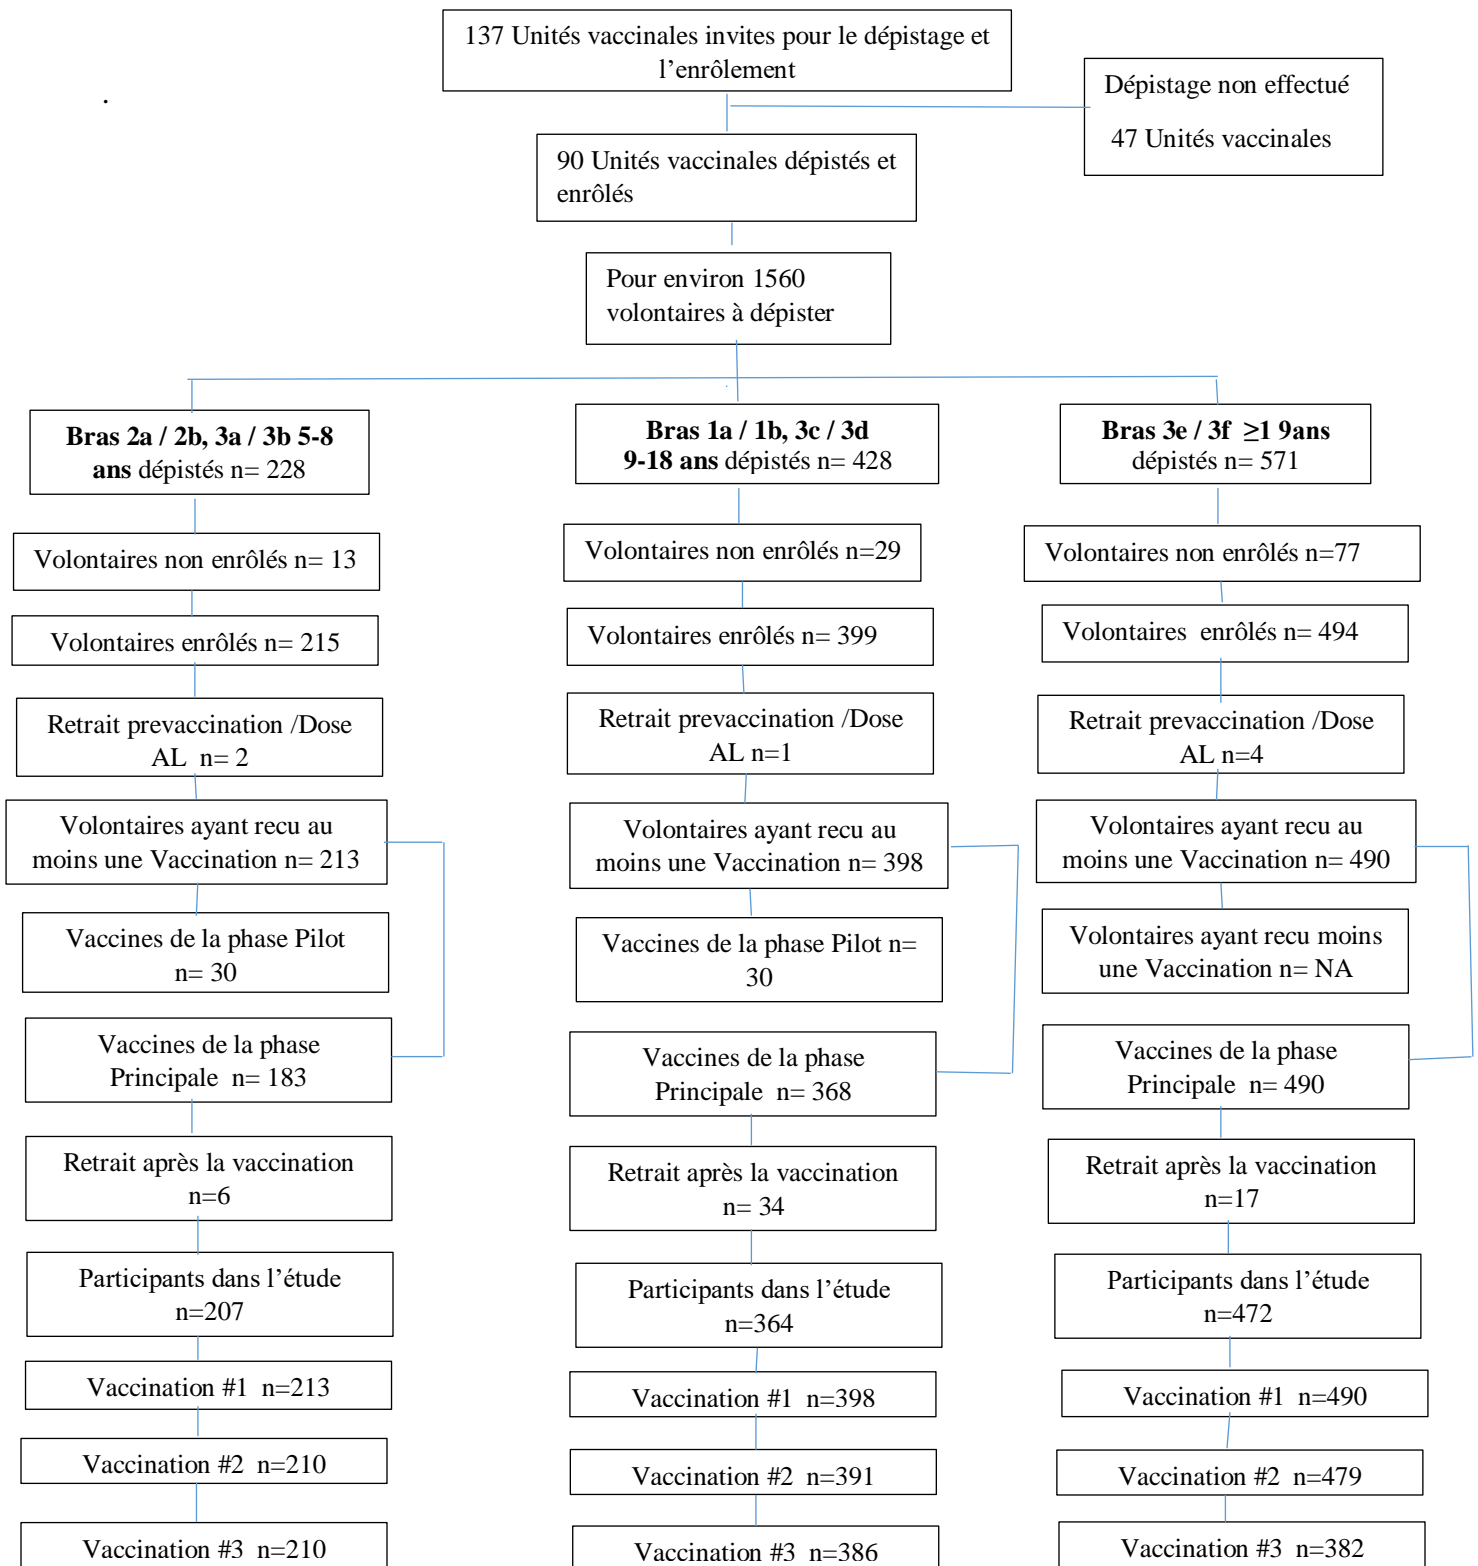 137 Unités vaccinales invites pour le dépistage et
l’enrôlement
Dépistage non effectué
47 Unités vaccinales
.
90 Unités vaccinales dépistés et
enrôlés
Pour environ 1560
volontaires à dépister
Bras 2a / 2b, 3a / 3b 5-8
ans dépistés n= 228
Volontaires non enrôlés n= 13
Volontaires enrôlés n= 215
Retrait prevaccination /Dose
AL n= 2
Volontaires ayant recu au
moins une Vaccination n= 213
Vaccines de la phase Pilot
n= 30
Vaccines de la phase
Principale n= 183
Retrait après la vaccination
n=6
Participants dans l’étude
n=207
Vaccination #1 n=213
Vaccination #2 n=210
Vaccination #3 n=210
Bras 1a / 1b, 3c / 3d
9-18 ans dépistés n= 428
Volontaires non enrôlés n=29
Volontaires enrôlés n= 399
Retrait prevaccination /Dose
AL n=1
Volontaires ayant recu au
moins une Vaccination n= 398
Vaccines de la phase Pilot n=
30
Vaccines de la phase
Principale n= 368
Retrait après la vaccination
n= 34
Participants dans l’étude
n=364
Vaccination #1 n=398
Vaccination #2 n=391
Vaccination #3 n=386
Bras 3e / 3f ≥1 9ans
dépistés n= 571
Volontaires non enrôlés n=77
Volontaires enrôlés n= 494
Retrait prevaccination /Dose
AL n=4
Volontaires ayant recu au
moins une Vaccination n= 490
Volontaires ayant recu moins
une Vaccination n= NA
Vaccines de la phase
Principale n= 490
Retrait après la vaccination
n=17
Participants dans l’étude
n=472
Vaccination #1 n=490
Vaccination #2 n=479
Vaccination #3 n=382